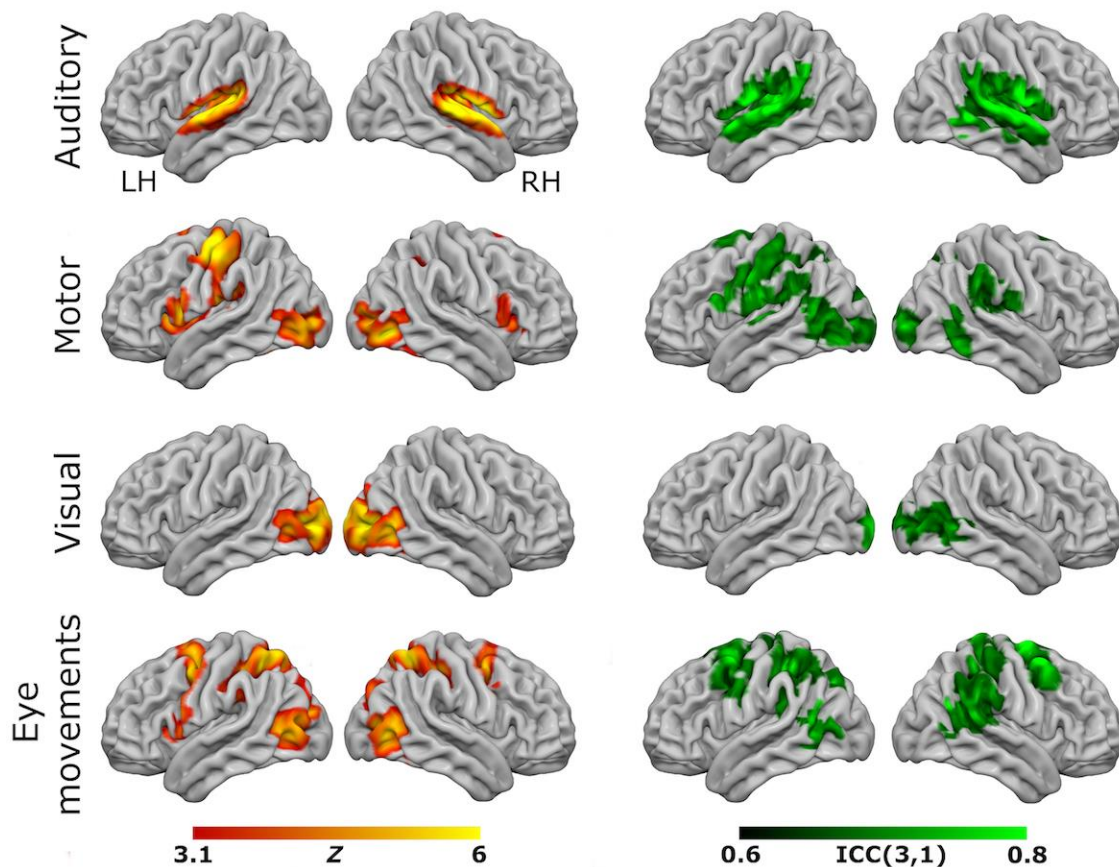 Auditory
LH
RH
Motor
Visual
Eye
movements
3.1 Z 6
0.6 ICC(3,1) 0.8